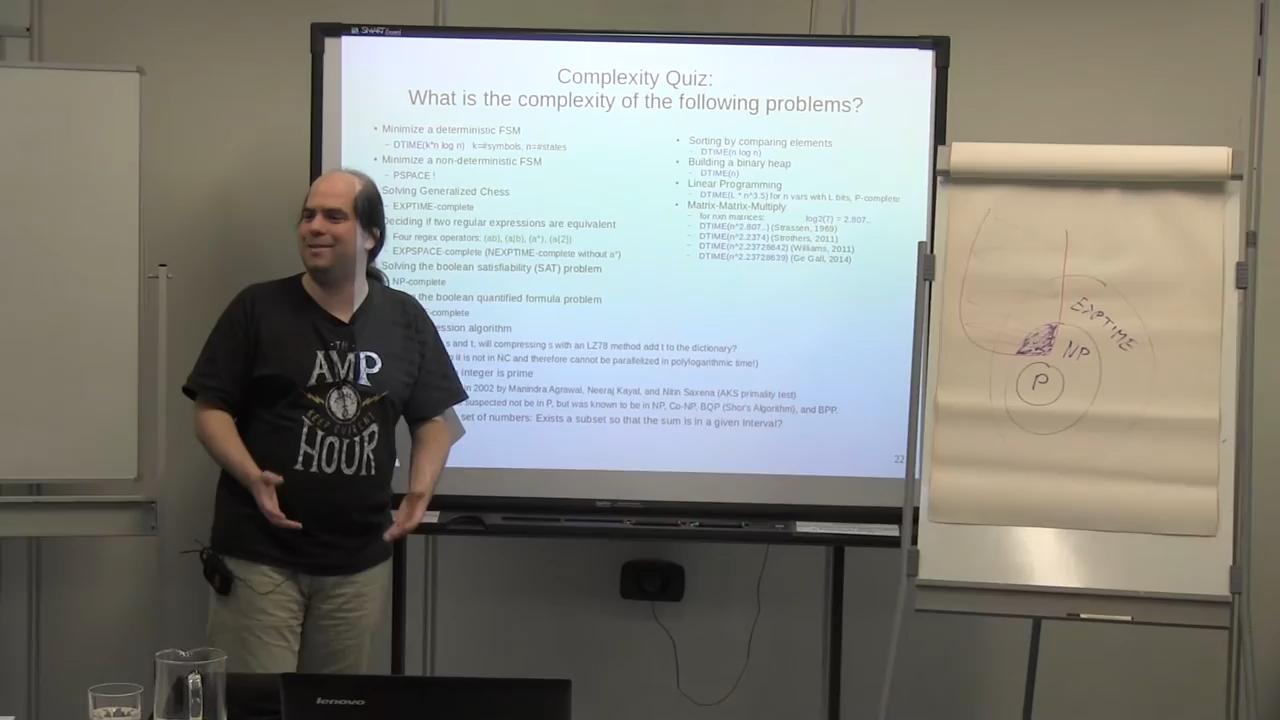 SMART Board
Complexity Quiz:
What is the complexity of the following problems?
• Minimize a deterministic FSM
– DTIME(k*n log n) k=#symbols, n=#states
• Minimize a non-deterministic FSM
– PSPACE !
Solving Generalized Chess
– EXPTIME-complete
Deciding if two regular expressions are equivalent
Four regex operators: (ab), (a|b), (a*), (a{2})
– EXPSPACE-complete (NEXPTIME-complete without a*)
Solving the boolean satisfiability (SAT) problem
NP-complete
the boolean quantified formula problem
-complete
ession algorithm
s and t, will compressing s with an LZ78 method add t to the dictionary?
it is not in NC and therefore cannot be parallelized in polylogarithmic time!)
integer is prime
in 2002 by Manindra Agrawal, Neeraj Kayal, and Nitin Saxena (AKS primality test)
suspected not be in P, but was known to be in NP, Co-NP, BQP (Shor's Algorithm), and BPP.
set of numbers: Exists a subset so that the sum is in a given interval?
• Sorting by comparing elements
– DTIME(n log n)
• Building a binary heap
– DTIME(n)
• Linear Programming
– DTIME(L * n^3.5) for n vars with L bits, P-complete
• Matrix-Matrix-Multiply
– for nxn matrices: log2(7) = 2.807..
– DTIME(n^2.807..) (Strassen, 1969)
– DTIME(n^2.2374) (Strothers, 2011)
– DTIME(n^2.23728642) (Williams, 2011)
– DTIME(n^2.23728639) (Le Gall, 2014)
22
EXPTIME
NP
P
THE
AMP
KEEP CURRENT
HOUR
lenovo